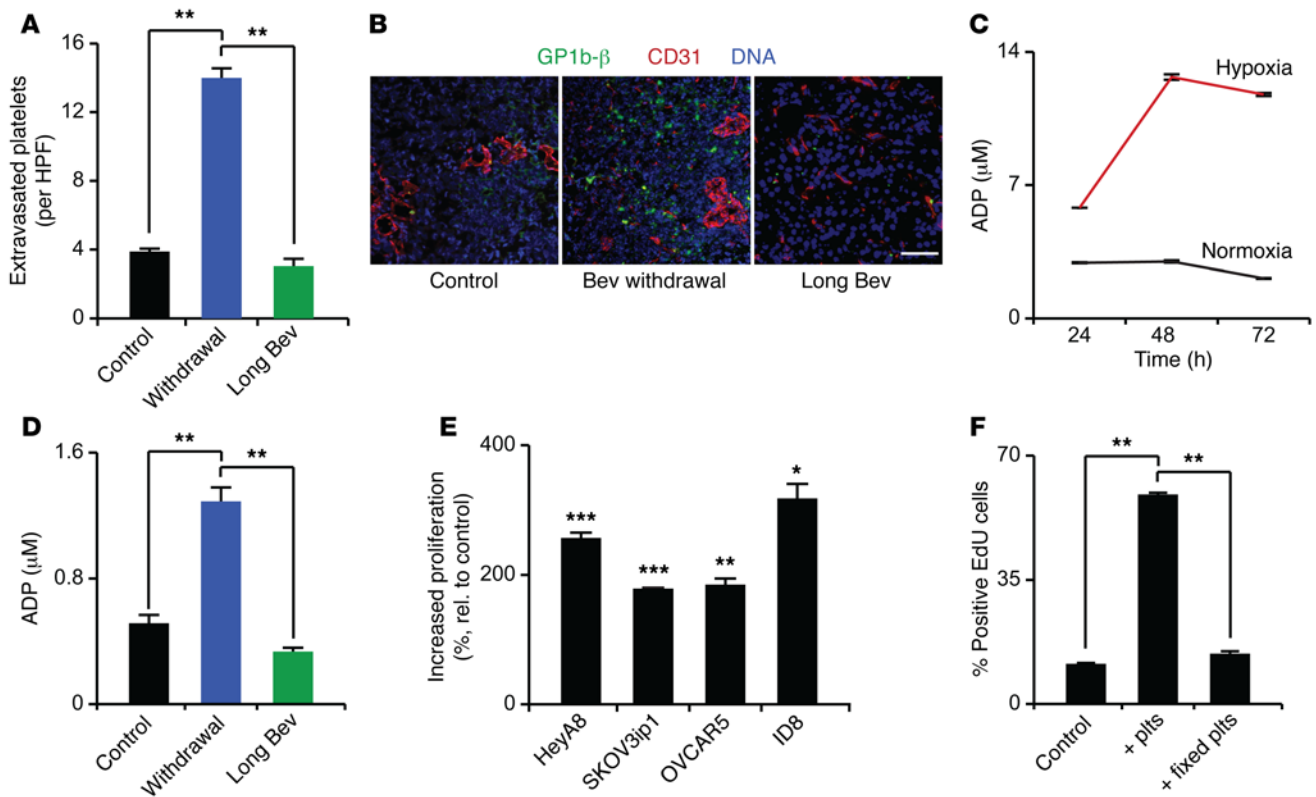 A
Extravasated platelets
(per HPF)
16
12
8
4
0
**
**
Control
Withdrawal
Long Bev
B
GP1b-β CD31 DNA
Control
Bev withdrawal
Long Bev
C
ADP (μM)
14
7
0
Hypoxia
Normoxia
24 48 72
Time (h)
D
ADP (μM)
1.6
0.8
0
**
**
Control
Withdrawal
Long Bev
E
Increased proliferation
(%, rel. to control)
400
200
0
***
***
**
*
HeyA8
SKOV3ip1
OVCAR5
ID8
F
% Positive EdU cells
70
35
0
**
**
Control
+ plts
+ fixed plts